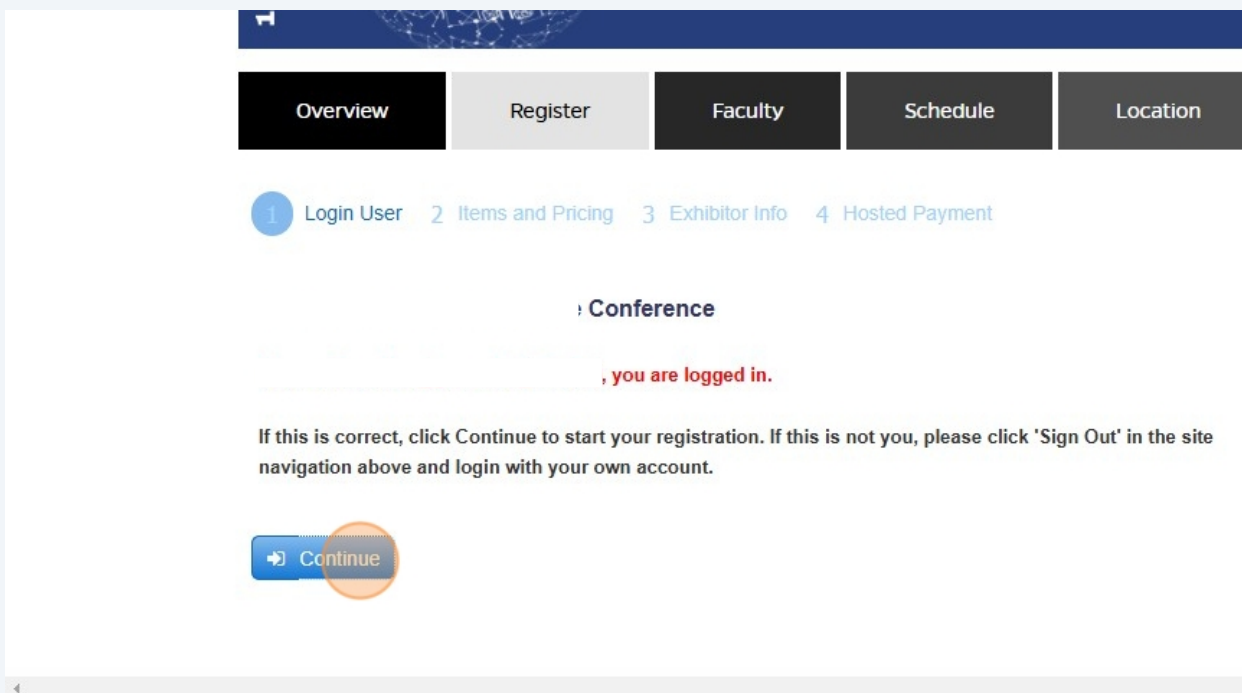 1
Overview Register Faculty Schedule Location
1 Login User 2 Items and Pricing 3 Exhibitor Info 4 Hosted Payment
Conference
, you are logged in.
If this is correct, click Continue to start your registration. If this is not you, please click 'Sign Out' in the site
navigation above and login with your own account.
Continue